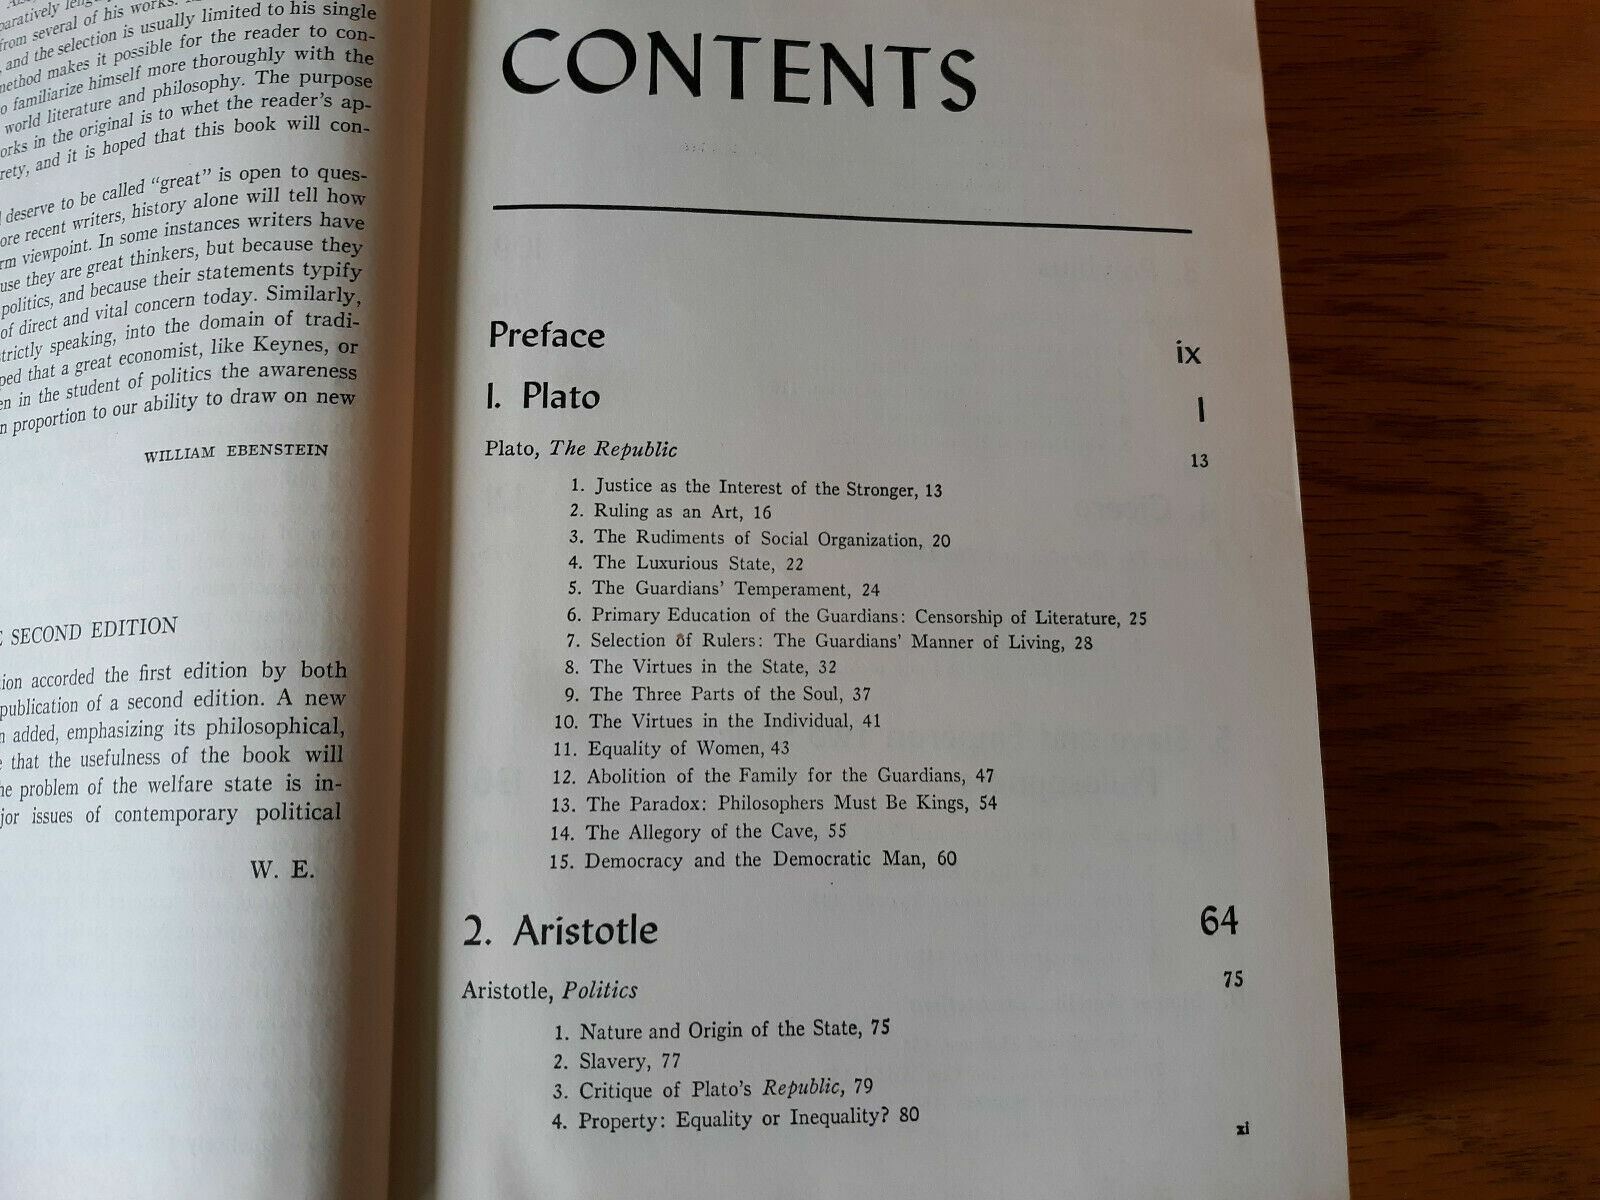 paratively
from several of his works.
and the selection is usually limited to his single
method makes it possible for the reader to con-
o familiarize himself more thoroughly with the
world literature and philosophy. The purpose
orks in the original is to whet the reader's ap-
rety, and it is hoped that this book will con-
deserve to be called "great" is open to ques-
ore recent writers, history alone will tell how
rm viewpoint. In some instances writers have
use they are great thinkers, but because they
politics, and because their statements typify
of direct and vital concern today. Similarly,
trictly speaking, into the domain of tradi-
ped that a great economist, like Keynes, or
en in the student of politics the awareness
n proportion to our ability to draw on new
WILLIAM EBENSTEIN
E SECOND EDITION
ion accorded the first edition by both
publication of a second edition. A new
n added, emphasizing its philosophical,
e that the usefulness of the book will
he problem of the welfare state is in-
jor issues of contemporary political
W. E.
CONTENTS
Preface ix
1. Plato 1
Plato, The Republic 13
1. Justice as the Interest of the Stronger, 13
2. Ruling as an Art, 16
3. The Rudiments of Social Organization, 20
4. The Luxurious State, 22
5. The Guardians' Temperament, 24
6. Primary Education of the Guardians: Censorship of Literature, 25
7. Selection of Rulers: The Guardians' Manner of Living, 28
8. The Virtues in the State, 32
9. The Three Parts of the Soul, 37
10. The Virtues in the Individual, 41
11. Equality of Women, 43
12. Abolition of the Family for the Guardians, 47
13. The Paradox: Philosophers Must Be Kings, 54
14. The Allegory of the Cave, 55
15. Democracy and the Democratic Man, 60
2. Aristotle 64
Aristotle, Politics 75
1. Nature and Origin of the State, 75
2. Slavery, 77
3. Critique of Plato's Republic, 79
4. Property: Equality or Inequality? 80
xi